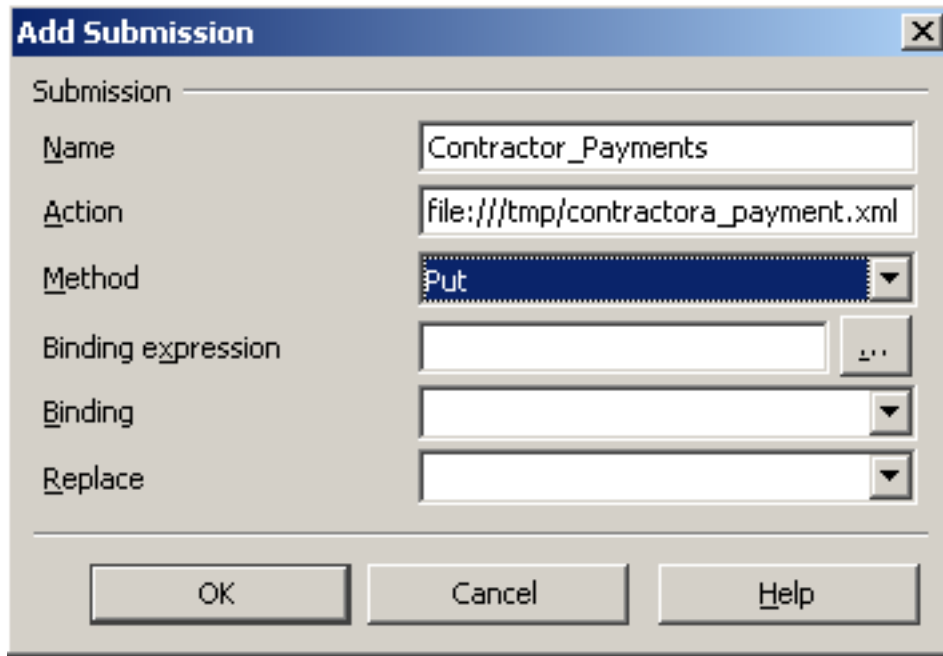 Add Submission
Submission
Name Contractor_Payments
Action file:///tmp/contractora_payment.xml
Method Put
Binding expression ...
Binding
Replace
OK Cancel Help